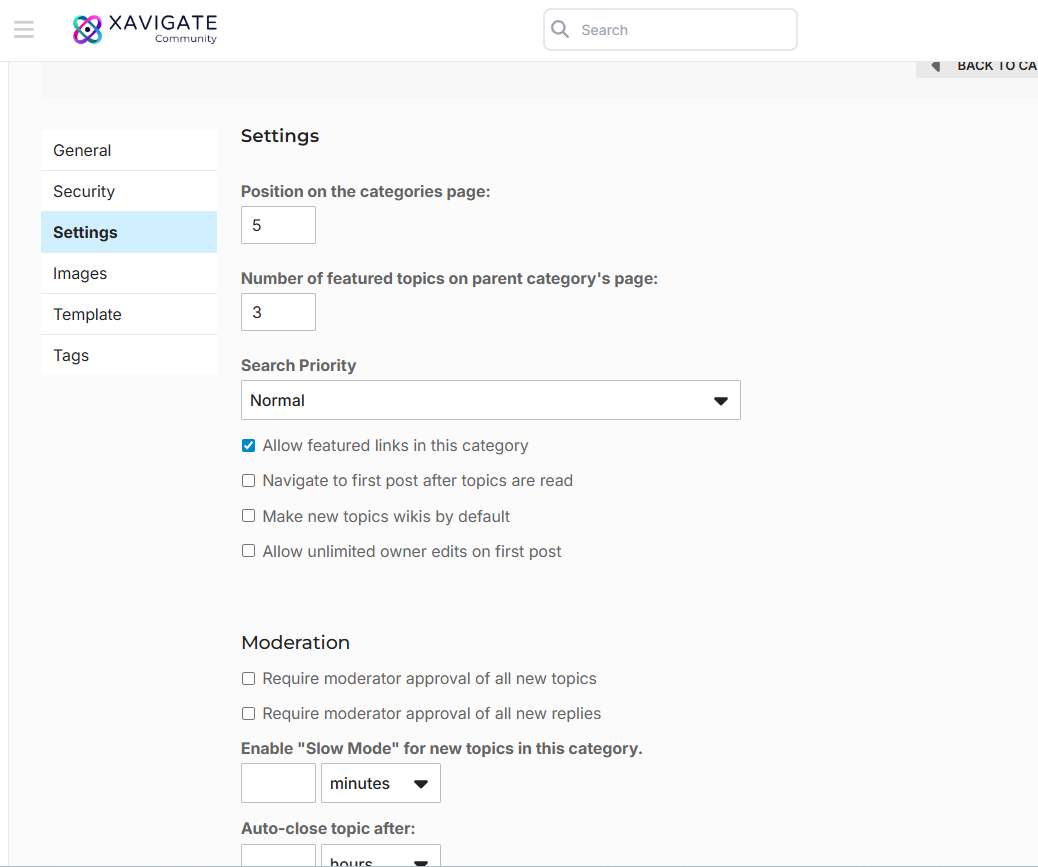 XAVIGATE
Community
Search
BACK TO CA
General
Security
Settings
Images
Template
Tags
Settings
Position on the categories page:
5
Number of featured topics on parent category's page:
3
Search Priority
Normal
Allow featured links in this category
Navigate to first post after topics are read
Make new topics wikis by default
Allow unlimited owner edits on first post
Moderation
Require moderator approval of all new topics
Require moderator approval of all new replies
Enable "Slow Mode" for new topics in this category.
minutes
Auto-close topic after:
hours